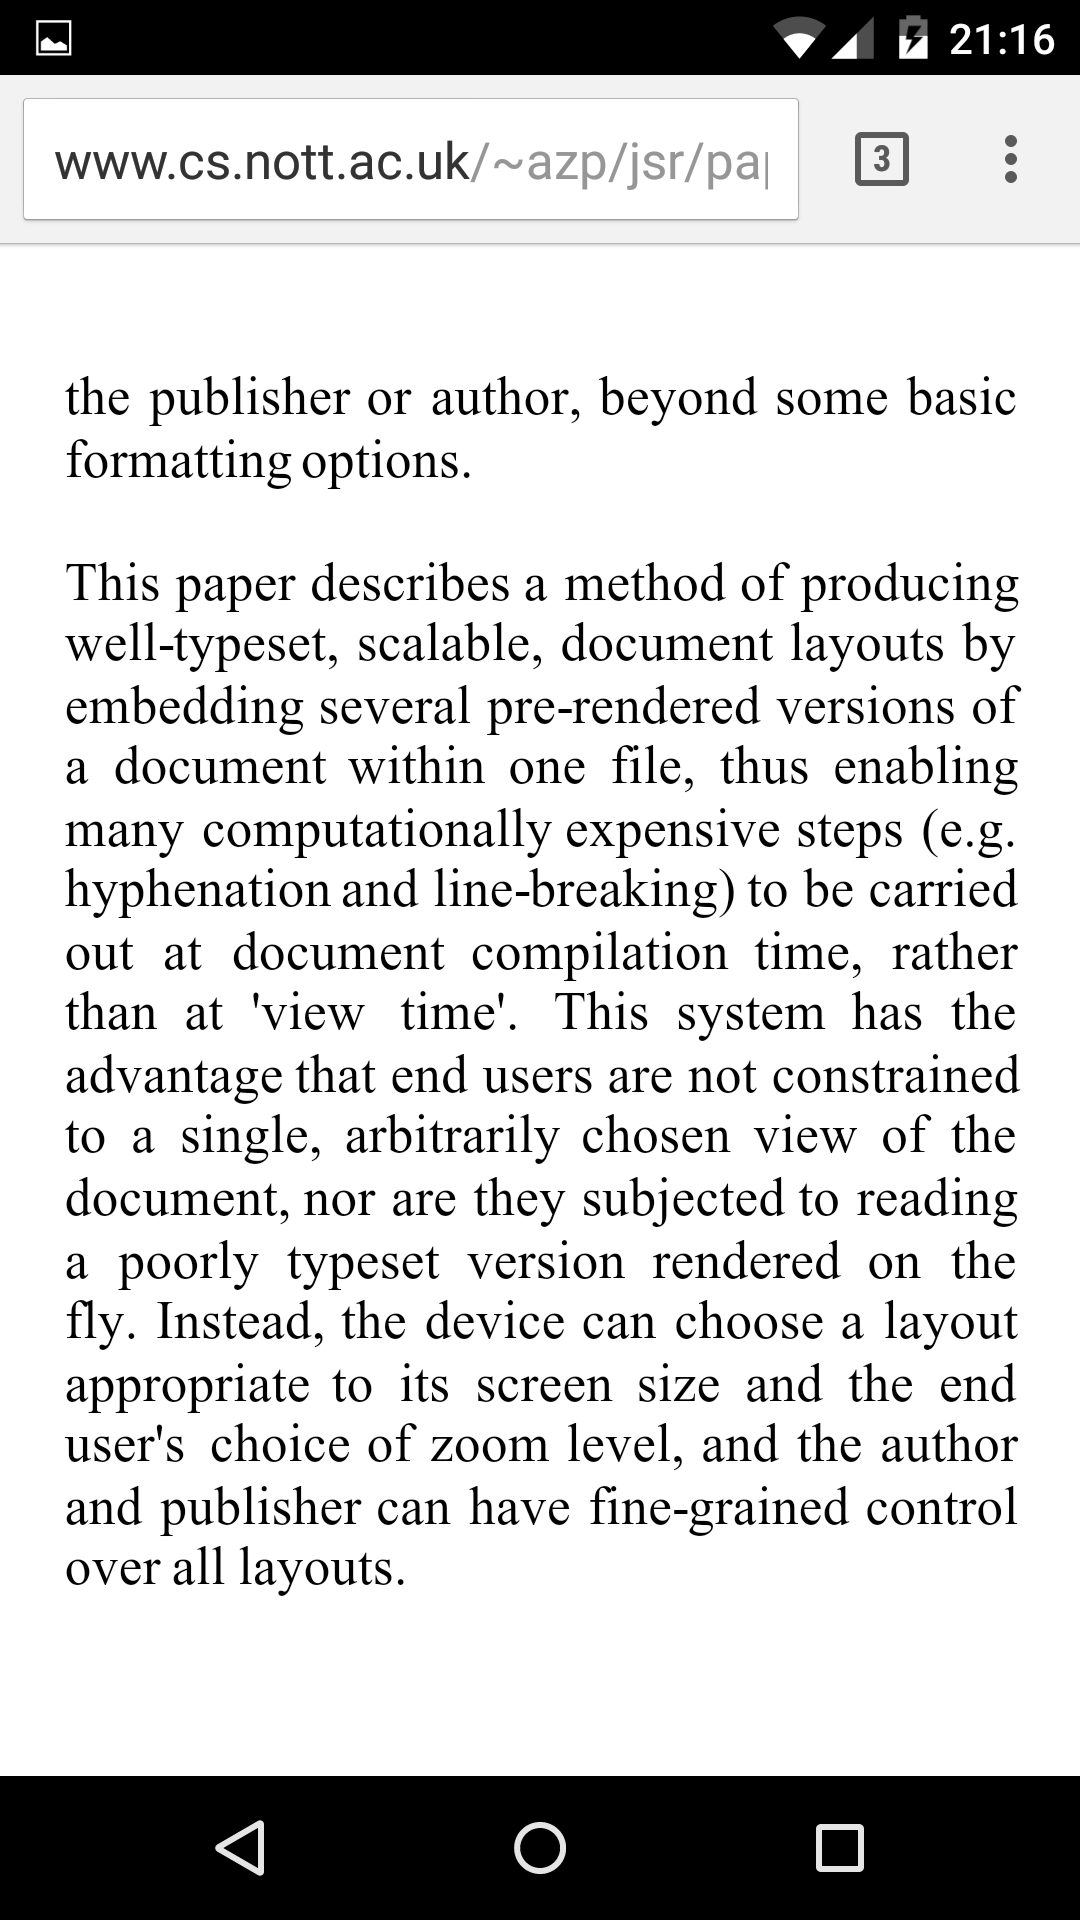 21:16
www.cs.nott.ac.uk/~azp/jsr/pa
3
the publisher or author, beyond some basic
formatting options.
This paper describes a method of producing
well-typeset, scalable, document layouts by
embedding several pre-rendered versions of
a document within one file, thus enabling
many computationally expensive steps (e.g.
hyphenation and line-breaking) to be carried
out at document compilation time, rather
than at 'view time'. This system has the
advantage that end users are not constrained
to a single, arbitrarily chosen view of the
document, nor are they subjected to reading
a poorly typeset version rendered on the
fly. Instead, the device can choose a layout
appropriate to its screen size and the end
user's choice of zoom level, and the author
and publisher can have fine-grained control
over all layouts.